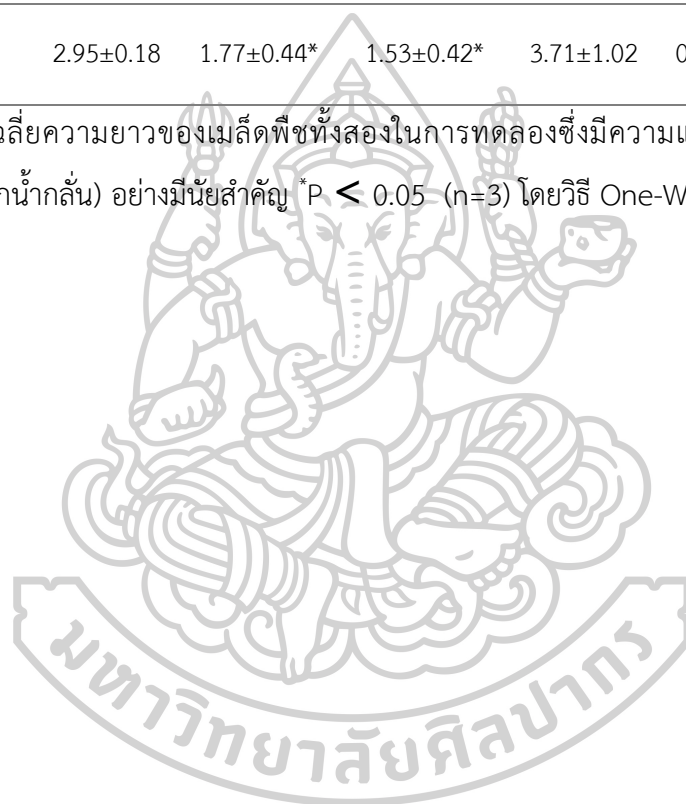 2.95±0.18 1.77±0.44* 1.53±0.42* 3.71±1.02 0
ลี่ยความยาวของเมล็ดพืชทั้งสองในการทดลองซึ่งมีความแ
กน้ำกลั่น) อย่างมีนัยสำคัญ *P < 0.05 (n=3) โดยวิธี One-W
มหาวิทยาลัยศิลปากร